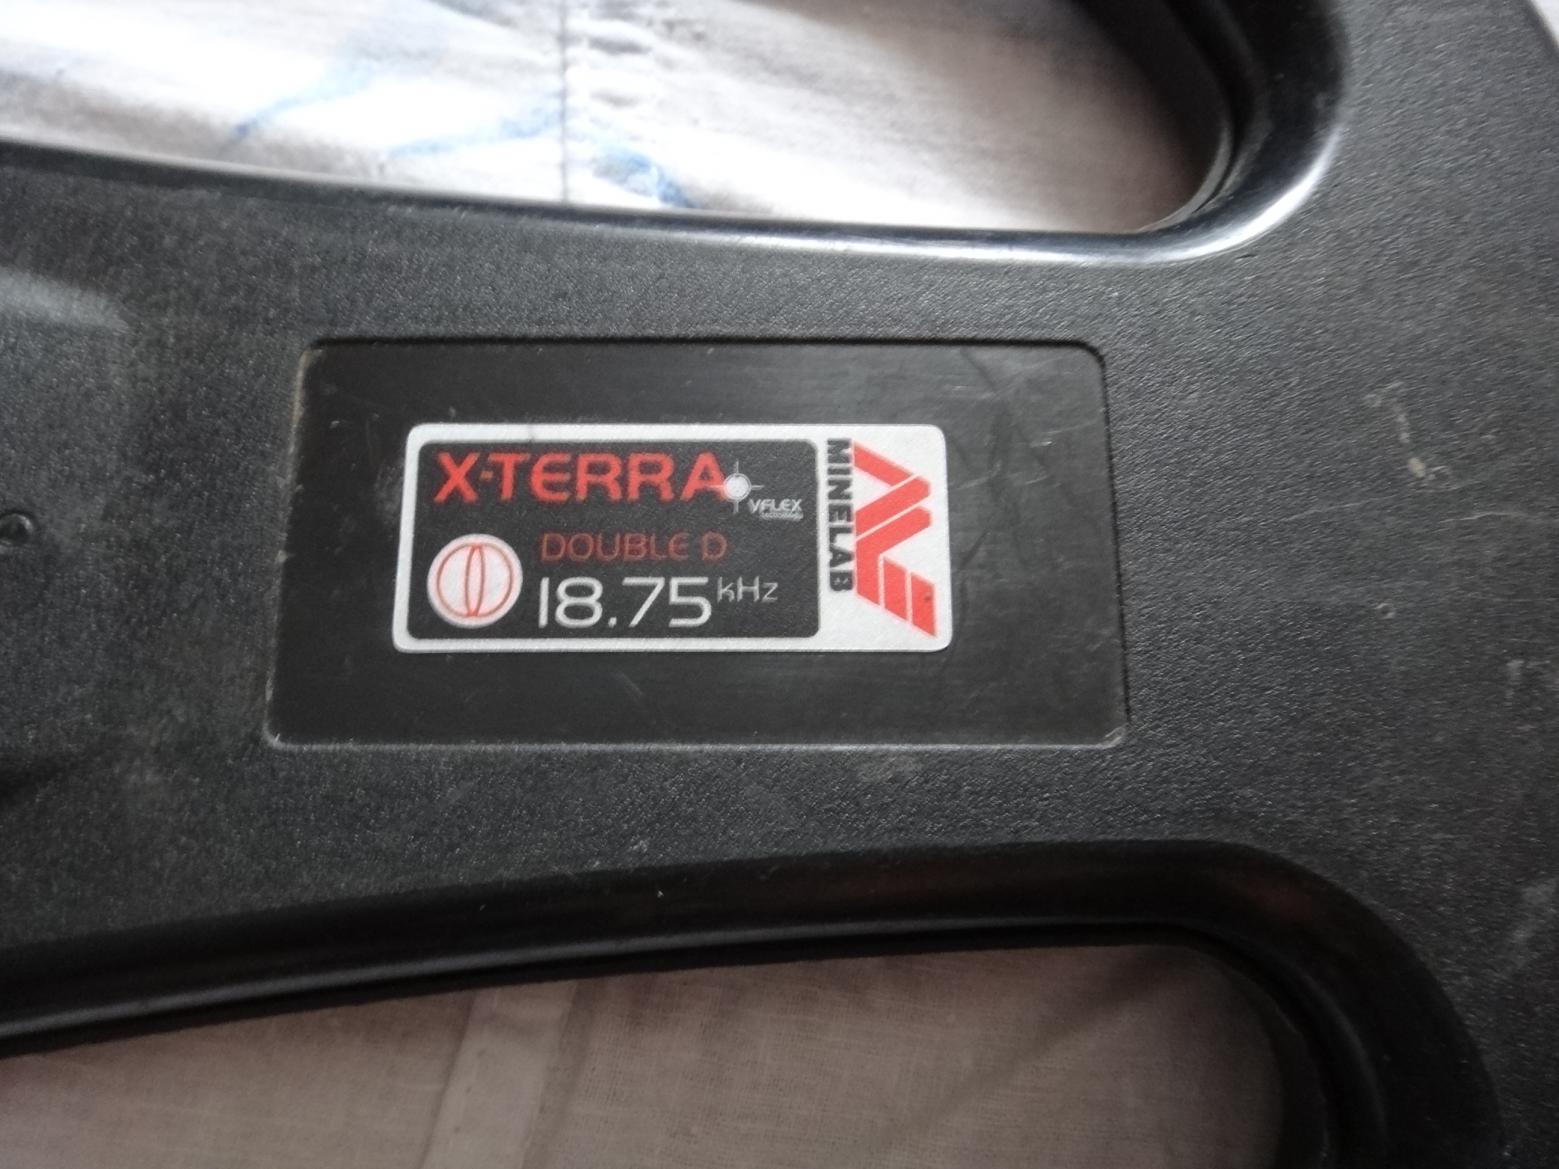 X-TERRA
VFLEX
DOUBLE D
18.75 kHz
MINELAB